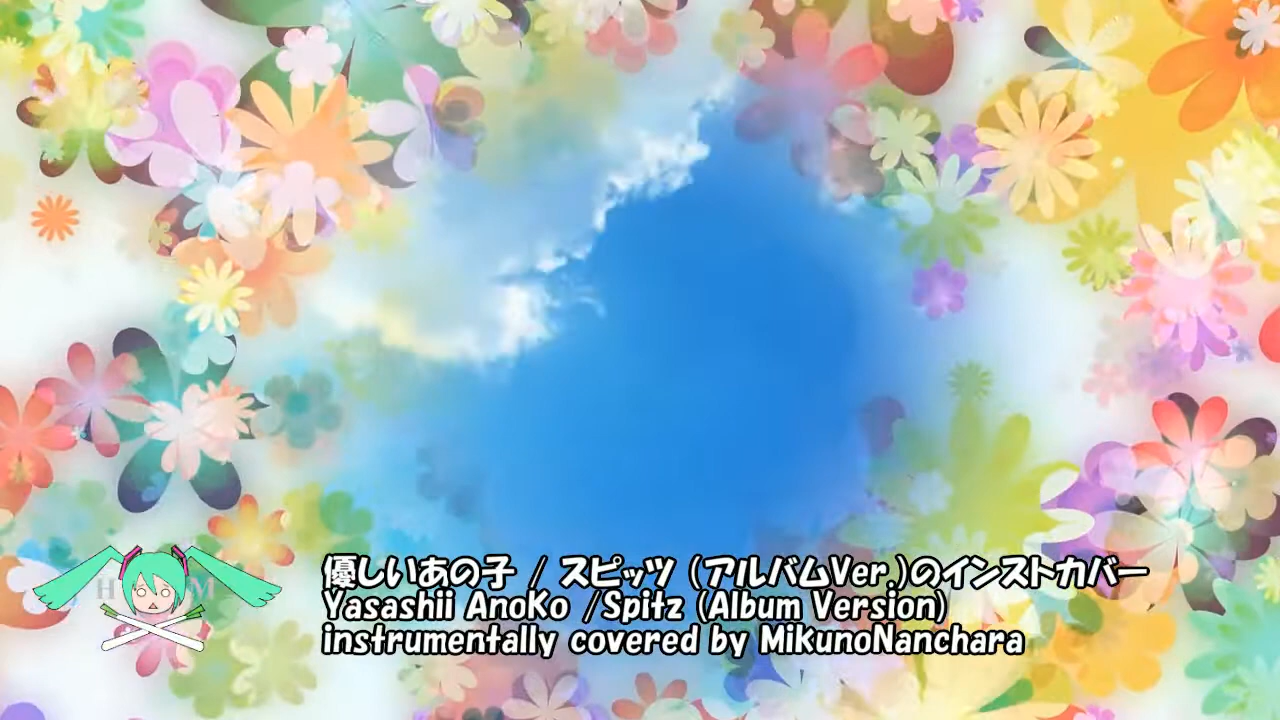 優しいあの子 / スピッツ (アルバムVer.)のインストカバー
Yasashii AnoKo /Spitz (Album Version)
instrumentally covered by MikunoNanchara
H M